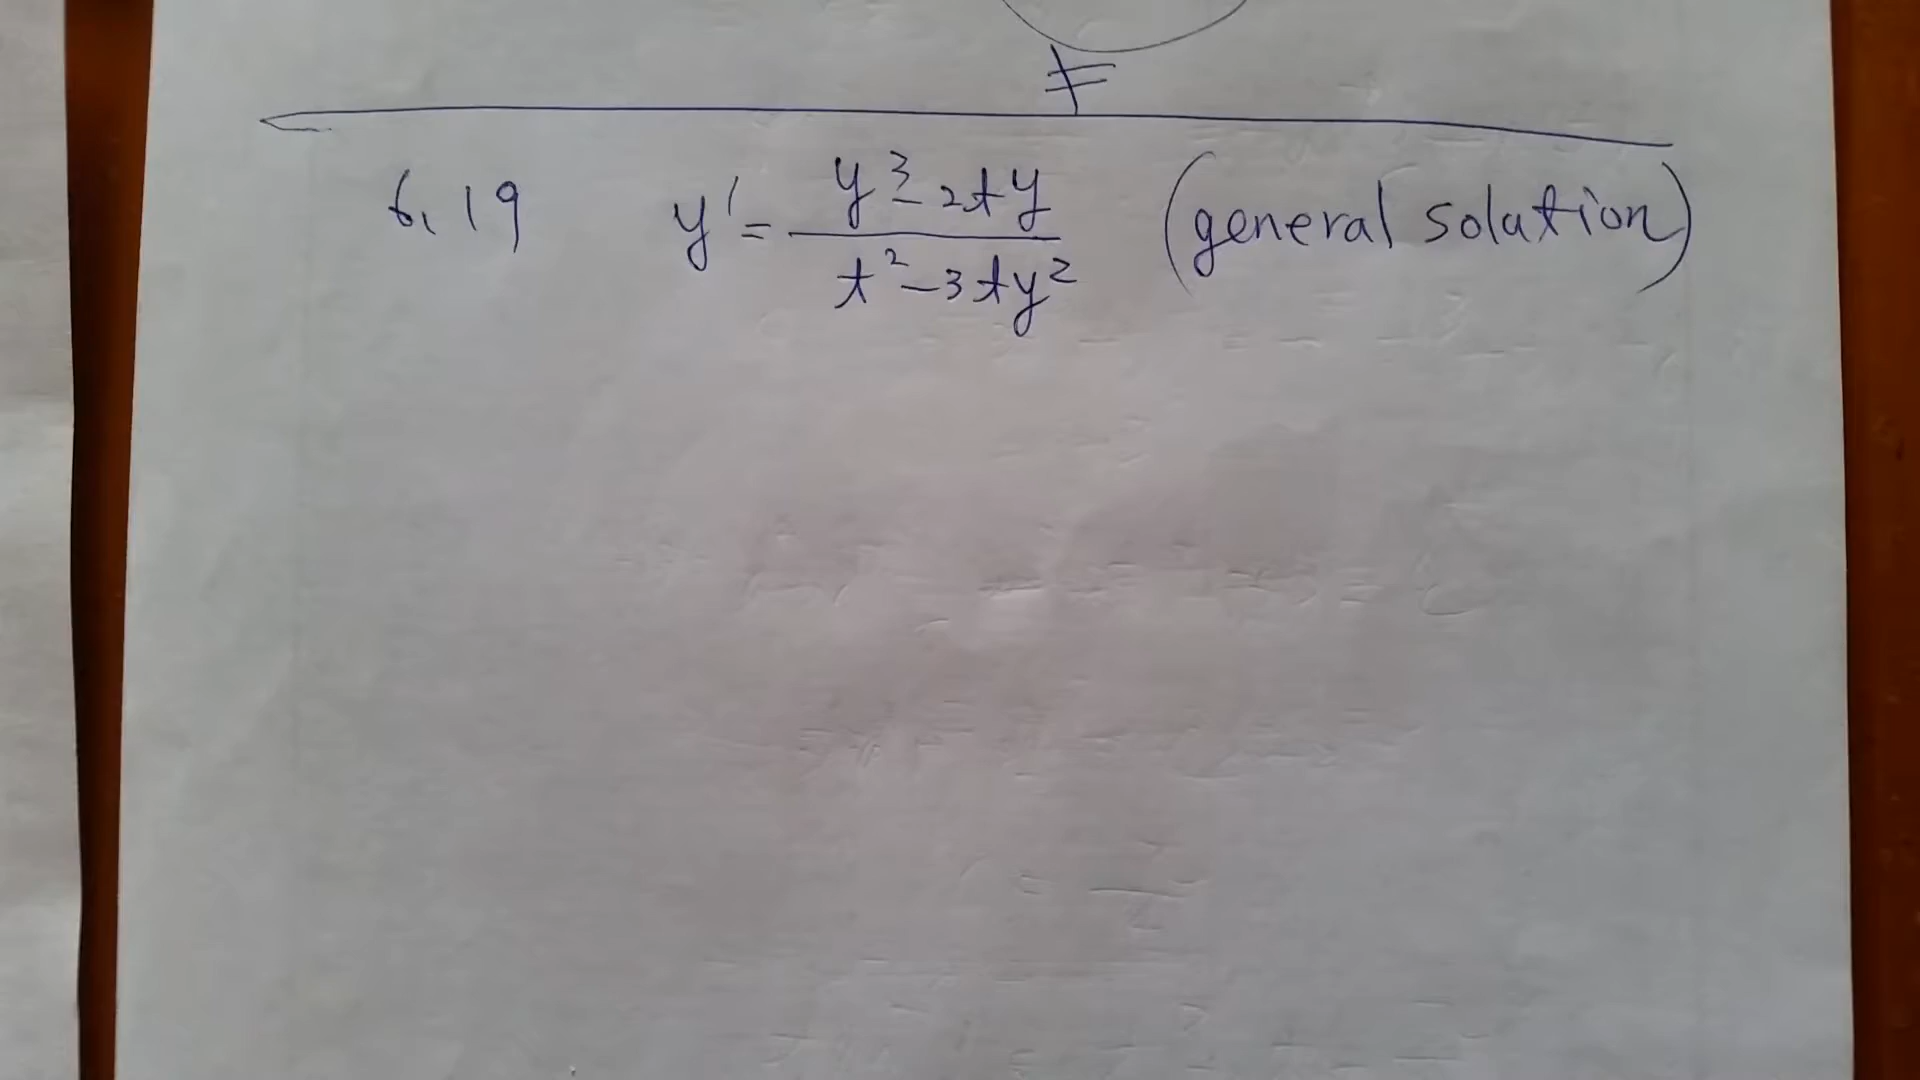 6, 19 y' = (y³ - 2ty) / (t² - 3ty²) (general solution)